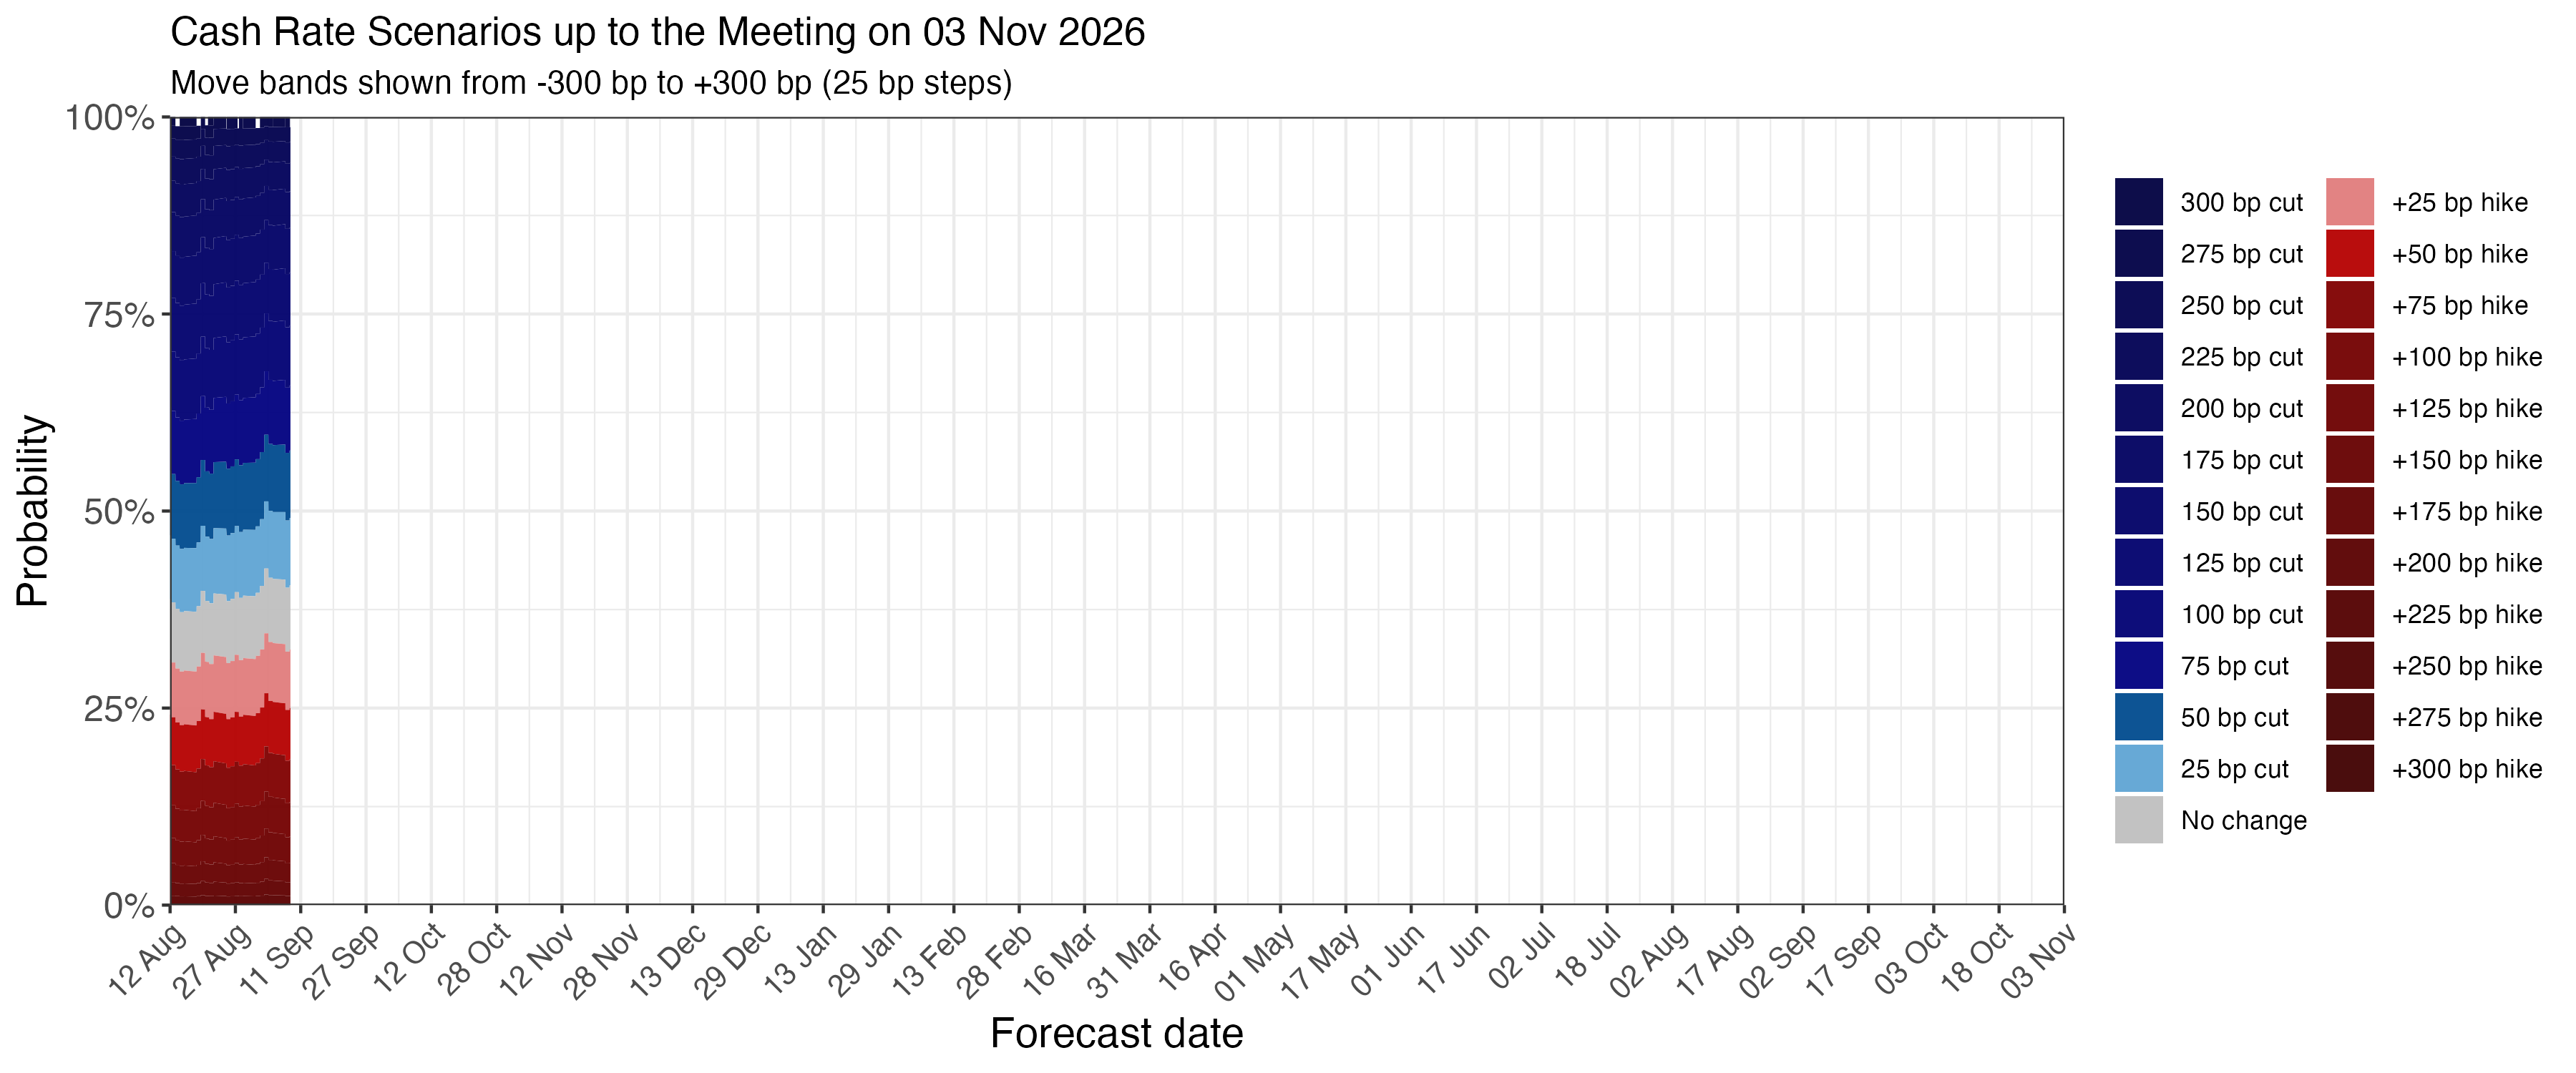 Cash Rate Scenarios up to the Meeting on 03 Nov 2026
Move bands shown from -300 bp to +300 bp (25 bp steps)
Probability
100%
75%
50%
25%
0%
12 Aug
27 Aug
11 Sep
27 Sep
12 Oct
28 Oct
12 Nov
28 Nov
13 Dec
29 Dec
13 Jan
29 Jan
13 Feb
28 Feb
16 Mar
31 Mar
16 Apr
01 May
17 May
01 Jun
17 Jun
02 Jul
18 Jul
02 Aug
17 Aug
02 Sep
17 Sep
03 Oct
18 Oct
03 Nov
Forecast date
300 bp cut
275 bp cut
250 bp cut
225 bp cut
200 bp cut
175 bp cut
150 bp cut
125 bp cut
100 bp cut
75 bp cut
50 bp cut
25 bp cut
No change
+25 bp hike
+50 bp hike
+75 bp hike
+100 bp hike
+125 bp hike
+150 bp hike
+175 bp hike
+200 bp hike
+225 bp hike
+250 bp hike
+275 bp hike
+300 bp hike